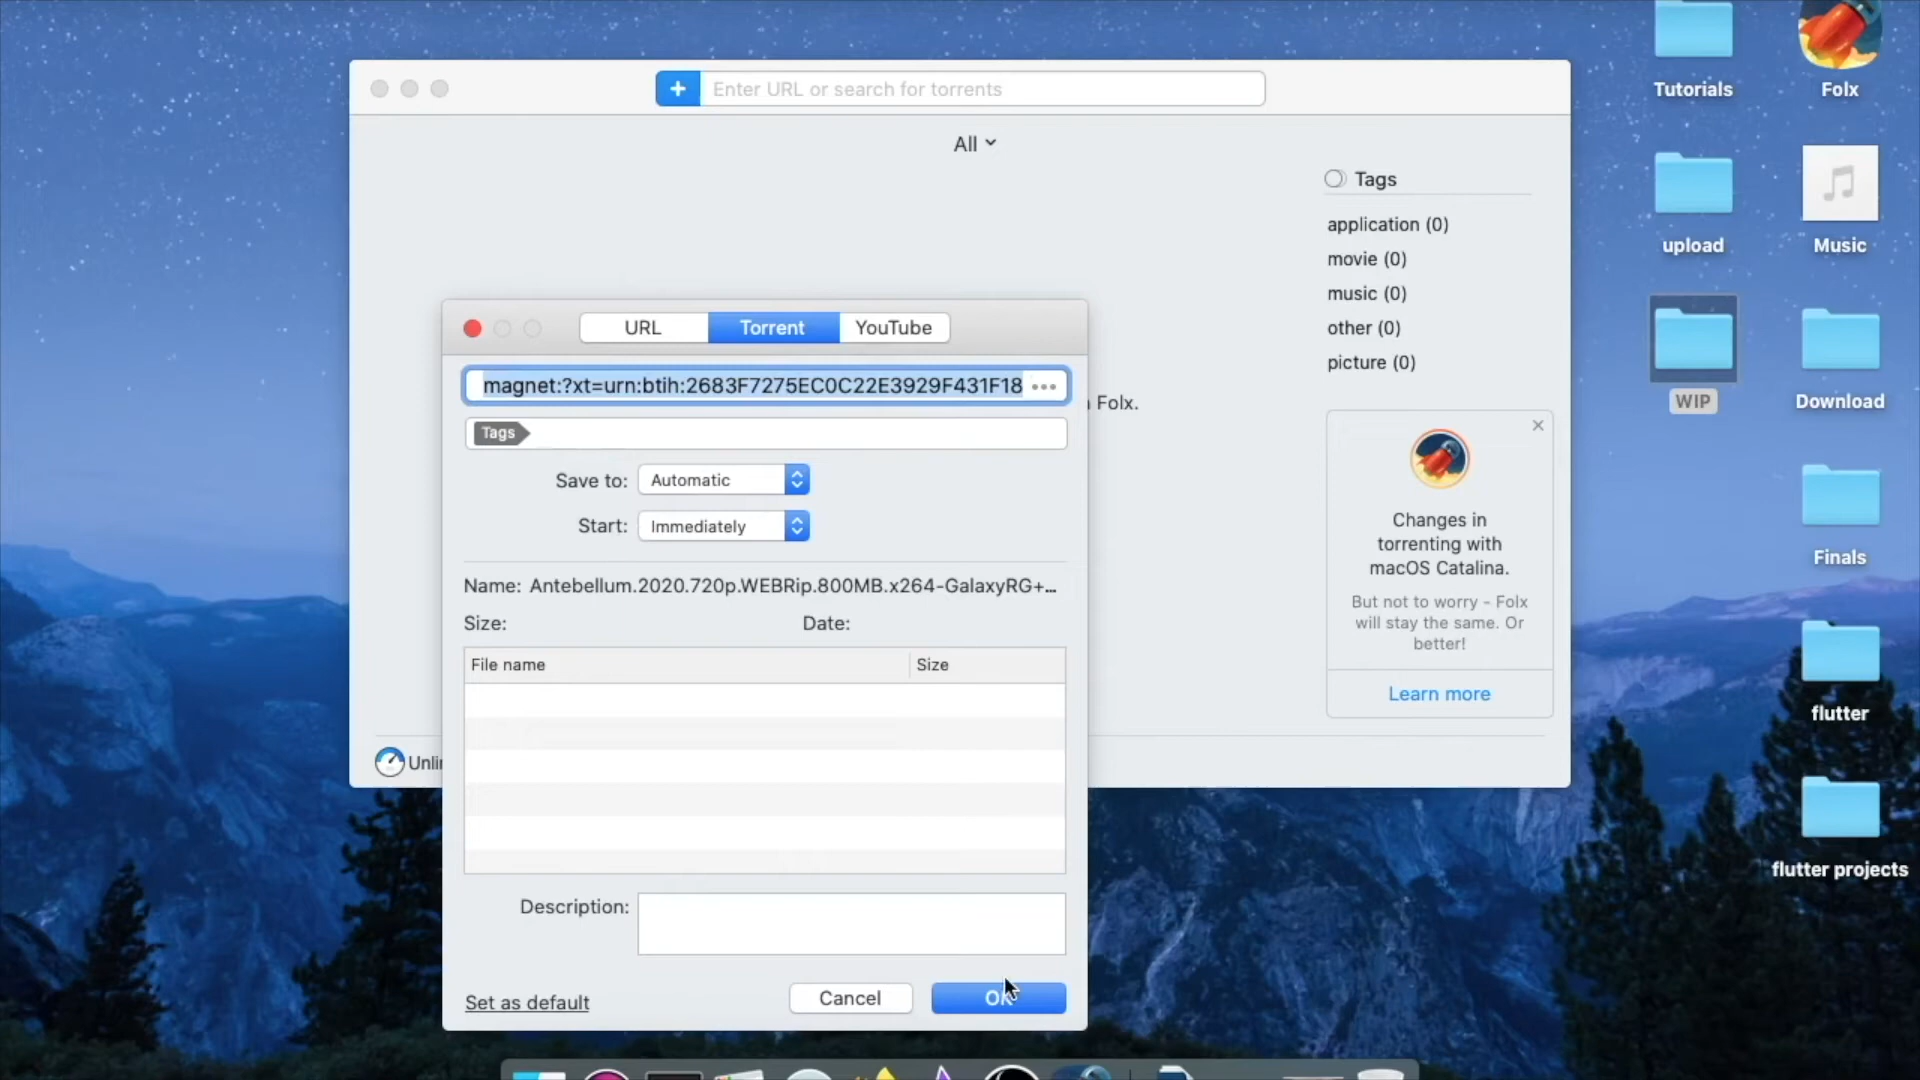 Enter URL or search for torrents
All
Tags
application (0)
movie (0)
music (0)
other (0)
picture (0)
Folx.
Changes in
torrenting with
macOS Catalina.
But not to worry - Folx
will stay the same. Or
better!
Learn more
URL
Torrent
YouTube
magnet:?xt=urn:btih:2683F7275EC0C22E3929F431F18
Tags
Save to: Automatic
Start: Immediately
Name: Antebellum.2020.720p.WEBRip.800MB.x264-GalaxyRG+...
Size:
Date:
File name
Size
Description:
Set as default
Cancel
OK
Tutorials
Folx
upload
Music
WIP
Download
Finals
flutter
flutter projects